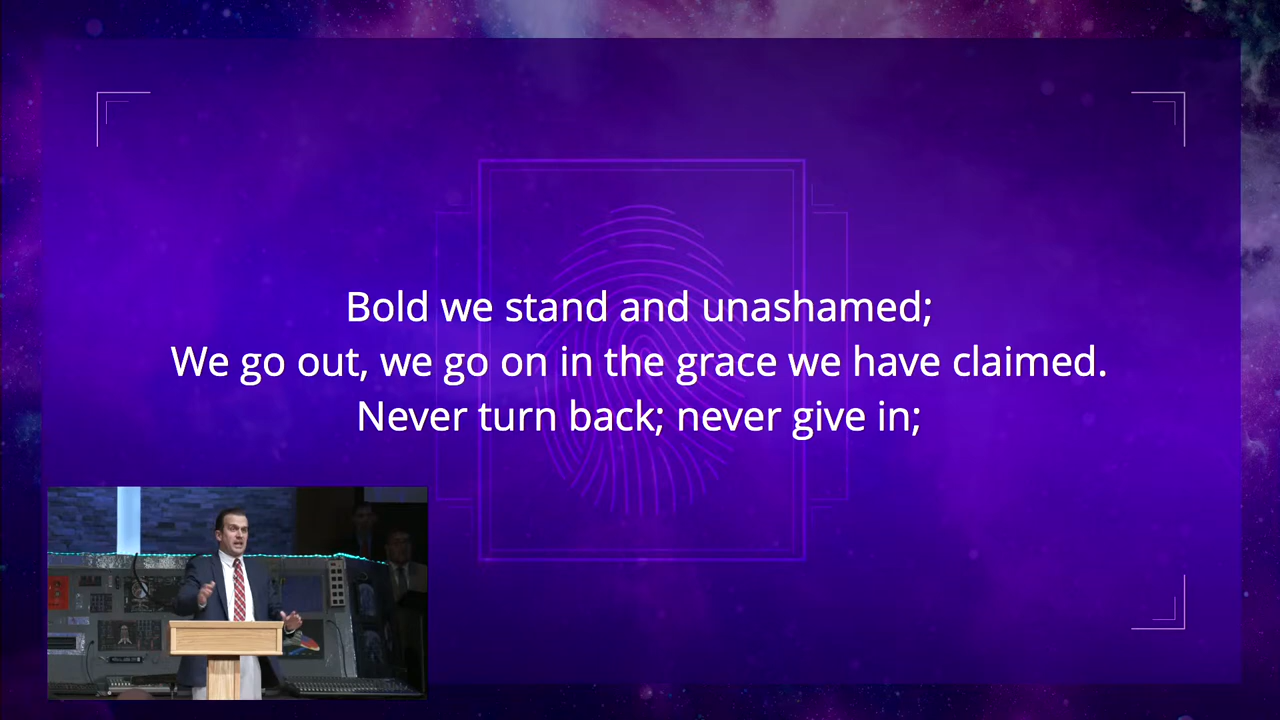 Bold we stand and unashamed;
We go out, we go on in the grace we have claimed.
Never turn back; never give in;